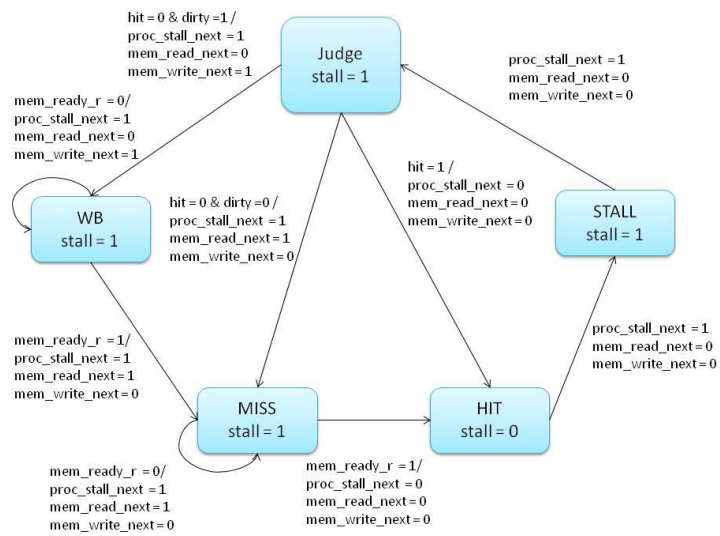 hit = 0 & dirty =1 /
proc_stall_next = 1
mem_read_next = 0
mem_write_next = 1
Judge
stall = 1
proc_stall_next = 1
mem_read_next = 0
mem_write_next = 0
mem_ready_r = 0/
proc_stall_next = 1
mem_read_next = 0
mem_write_next = 1
WB
stall = 1
hit = 0 & dirty =0 /
proc_stall_next = 1
mem_read_next = 1
mem_write_next = 0
hit = 1 /
proc_stall_next = 0
mem_read_next = 0
mem_write_next = 0
STALL
stall = 1
mem_ready_r = 1/
proc_stall_next = 1
mem_read_next = 1
mem_write_next = 0
proc_stall_next = 1
mem_read_next = 0
mem_write_next = 0
MISS
stall = 1
HIT
stall = 0
mem_ready_r = 0/
proc_stall_next = 1
mem_read_next = 1
mem_write_next = 0
mem_ready_r = 1/
proc_stall_next = 0
mem_read_next = 0
mem_write_next = 0